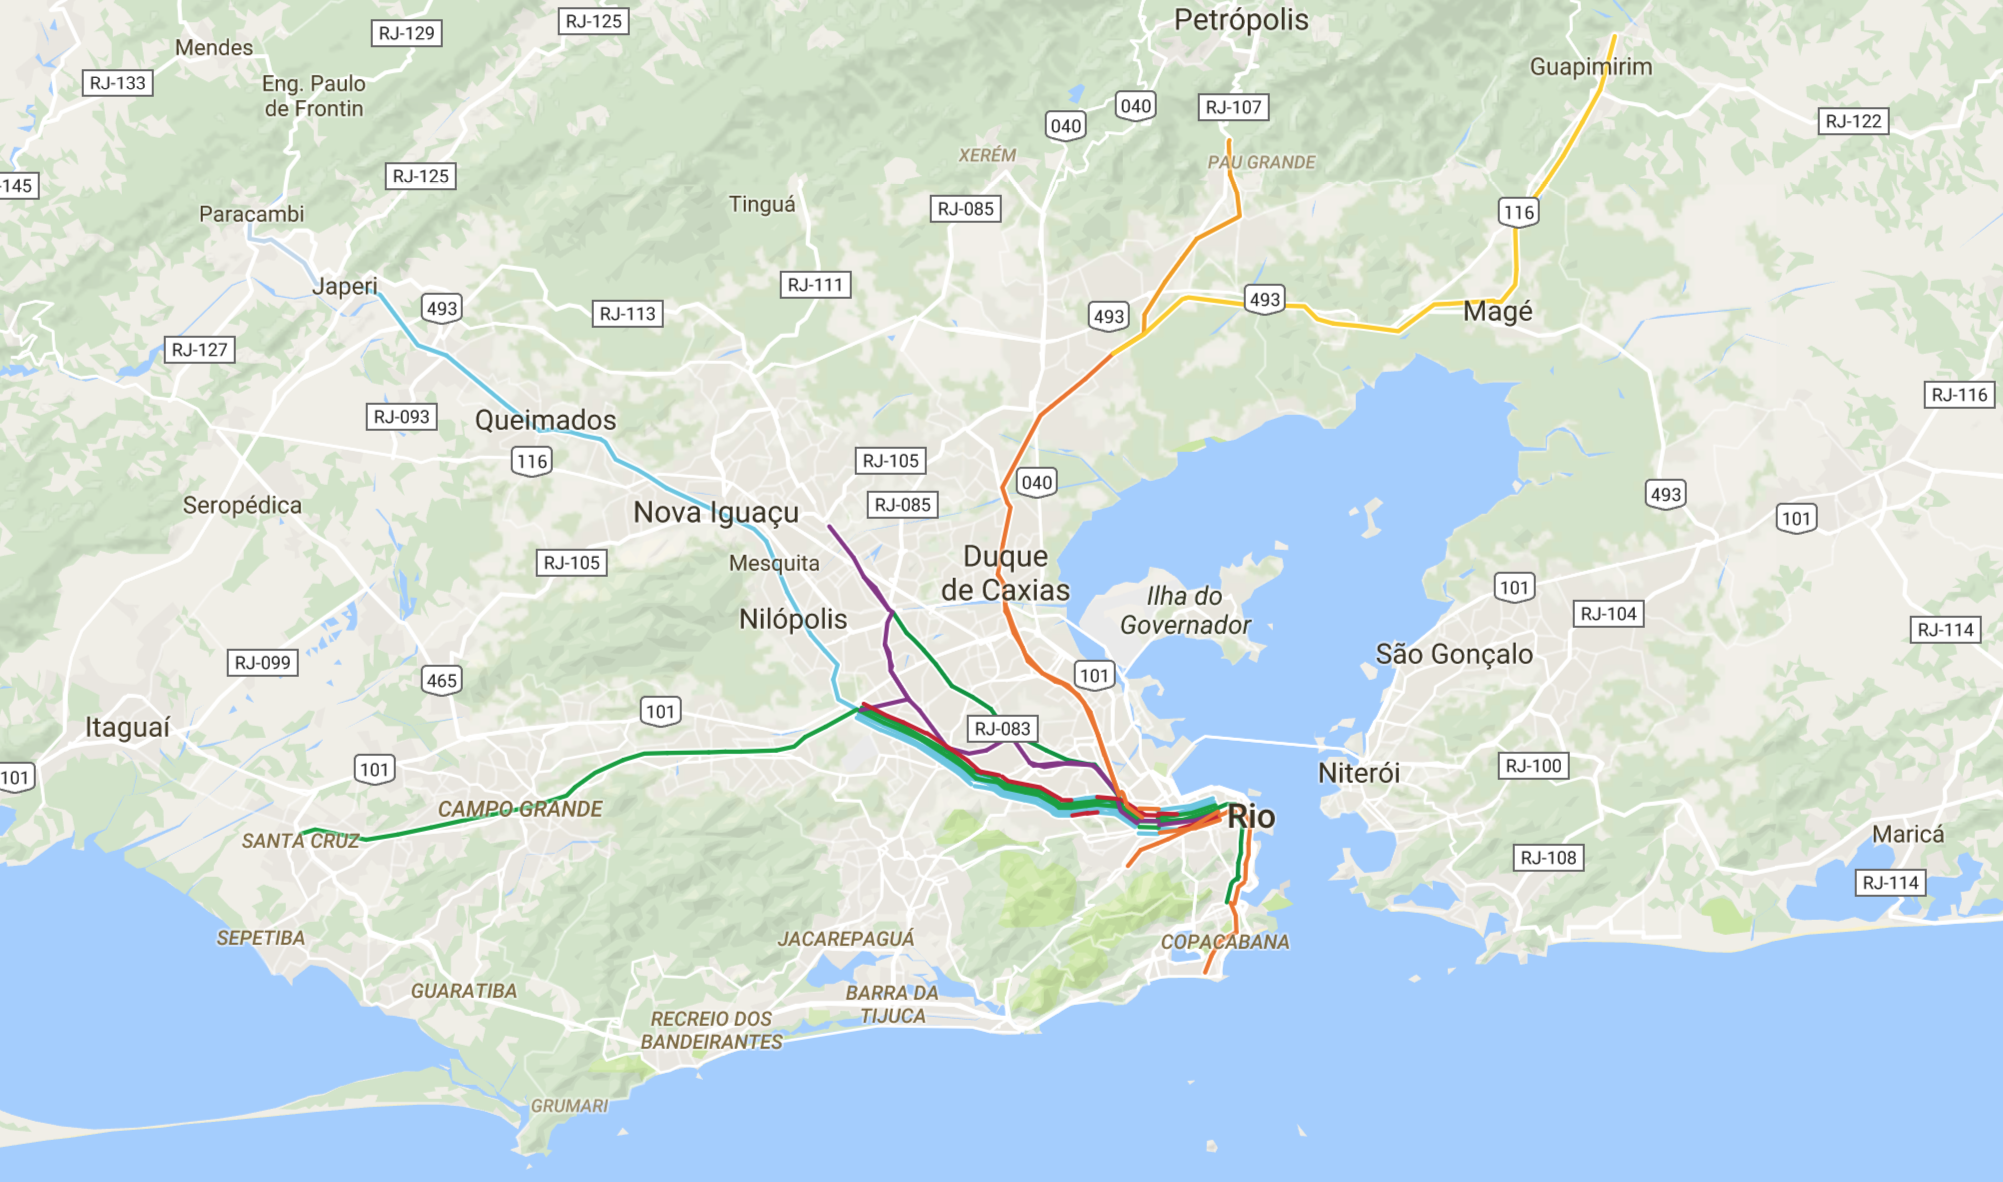 Petrópolis
RJ-125
RJ-129
Mendes
Guapimirim
RJ-133
Eng. Paulo
de Frontin
040
RJ-107
RJ-122
040
XERÉM
PAU GRANDE
RJ-125
-145
Tinguá
RJ-085
Paracambi
116
Japeri
RJ-111
493
493
RJ-113
493
Magé
RJ-127
RJ-116
RJ-093
Queimados
116
RJ-105
040
Seropédica
RJ-085
493
Nova Iguaçu
101
RJ-105
Mesquita
Duque
de Caxias
101
Ilha do
Governador
RJ-104
Nilópolis
RJ-114
RJ-099
São Gonçalo
465
101
101
Itaguaí
RJ-083
101
101
RJ-100
Niterói
CAMPO GRANDE
Rio
SANTA CRUZ
Maricá
RJ-108
RJ-114
SEPETIBA
JACAREPAGUÁ
COPACABANA
GUARATIBA
BARRA DA
TIJUCA
RECREIO DOS
BANDEIRANTES
GRUMARI